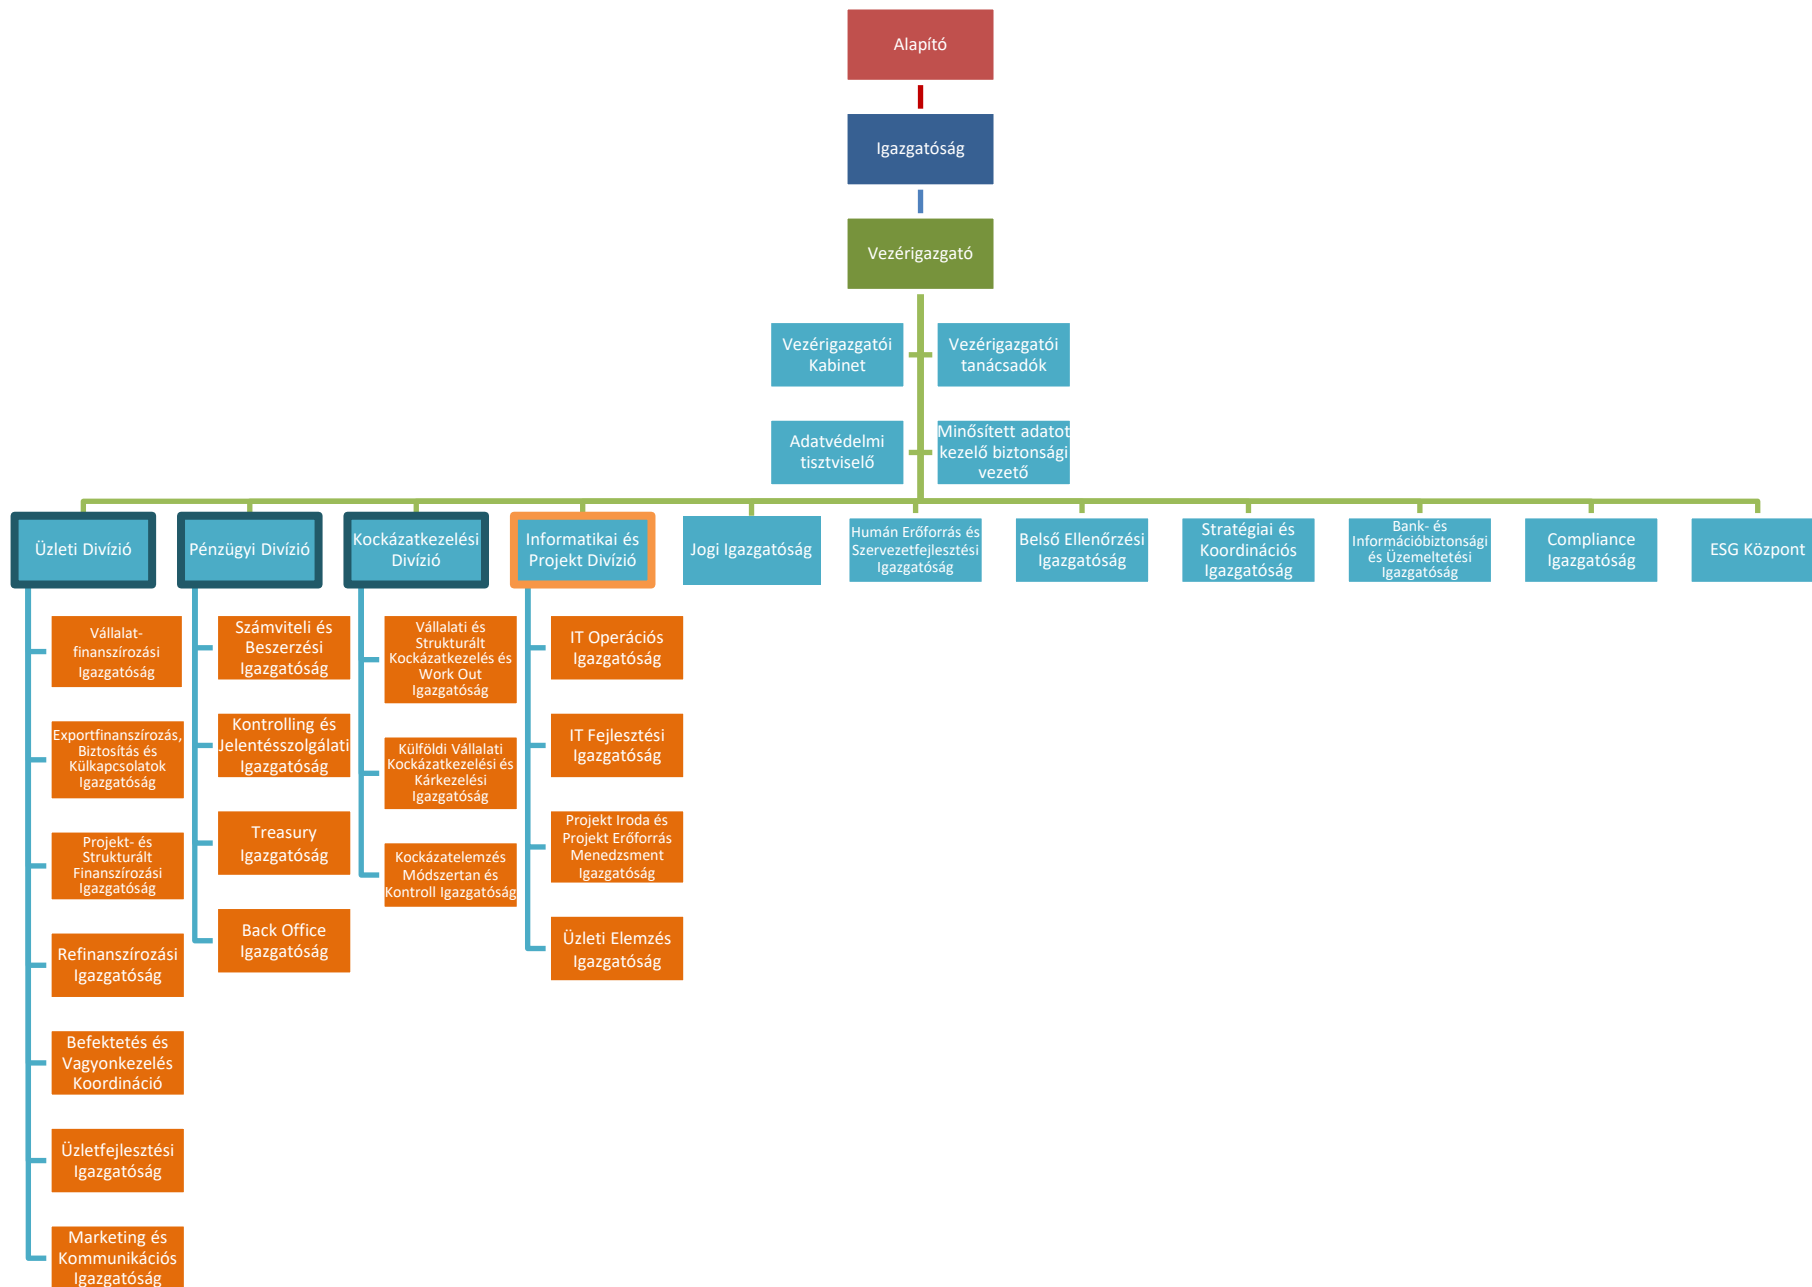 Alapító
Igazgatóság
Vezérigazgató
Vezérigazgatói
Kabinet
Vezérigazgatói
tanácsadók
Adatvédelmi
tisztviselő
Minősített adatot
kezelő biztonsági
vezető
Üzleti Divízió
Pénzügyi Divízió
Kockázatkezelési
Divízió
Informatikai és
Projekt Divízió
Jogi Igazgatóság
Humán Erőforrás és
Szervezetfejlesztési
Igazgatóság
Belső Ellenőrzési
Igazgatóság
Stratégiai és
Koordinációs
Igazgatóság
Bank- és
Információbiztonsági
és Üzemeltetési
Igazgatóság
Compliance
Igazgatóság
ESG Központ
Vállalat-
finanszírozási
Igazgatóság
Exportfinanszírozás,
Biztosítás és
Külkapcsolatok
Igazgatóság
Projekt- és
Strukturált
Finanszírozási
Igazgatóság
Refinanszírozási
Igazgatóság
Befektetés és
Vagyonkezelés
Koordináció
Üzletfejlesztési
Igazgatóság
Marketing és
Kommunikációs
Igazgatóság
Számviteli és
Beszerzési
Igazgatóság
Kontrolling és
Jelentésszolgálati
Igazgatóság
Treasury
Igazgatóság
Back Office
Igazgatóság
Vállalati és
Strukturált
Kockázatkezelés és
Work Out
Igazgatóság
Külföldi Vállalati
Kockázatkezelési és
Kárkezelési
Igazgatóság
Kockázatelemzés
Módszertan és
Kontroll Igazgatóság
IT Operációs
Igazgatóság
IT Fejlesztési
Igazgatóság
Projekt Iroda és
Projekt Erőforrás
Menedzsment
Igazgatóság
Üzleti Elemzés
Igazgatóság